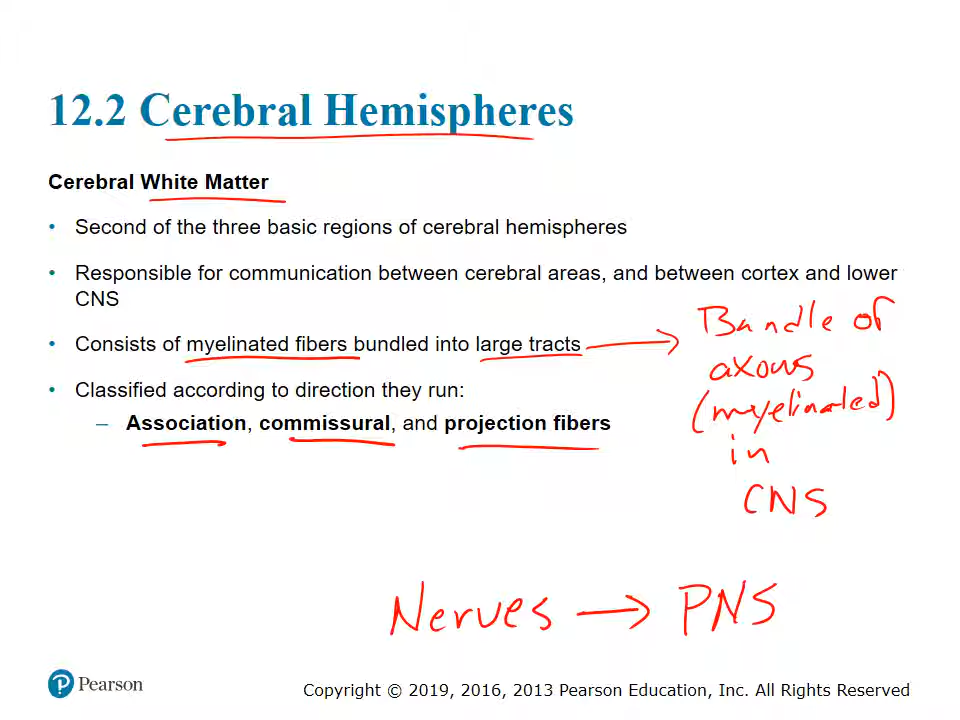 12.2 Cerebral Hemispheres
Cerebral White Matter
• Second of the three basic regions of cerebral hemispheres
• Responsible for communication between cerebral areas, and between cortex and lower
CNS
• Consists of myelinated fibers bundled into large tracts
• Classified according to direction they run:
– Association, commissural, and projection fibers
Bundle of
axons
(myelinated)
in
CNS
Nerves → PNS
Pearson
Copyright © 2019, 2016, 2013 Pearson Education, Inc. All Rights Reserved